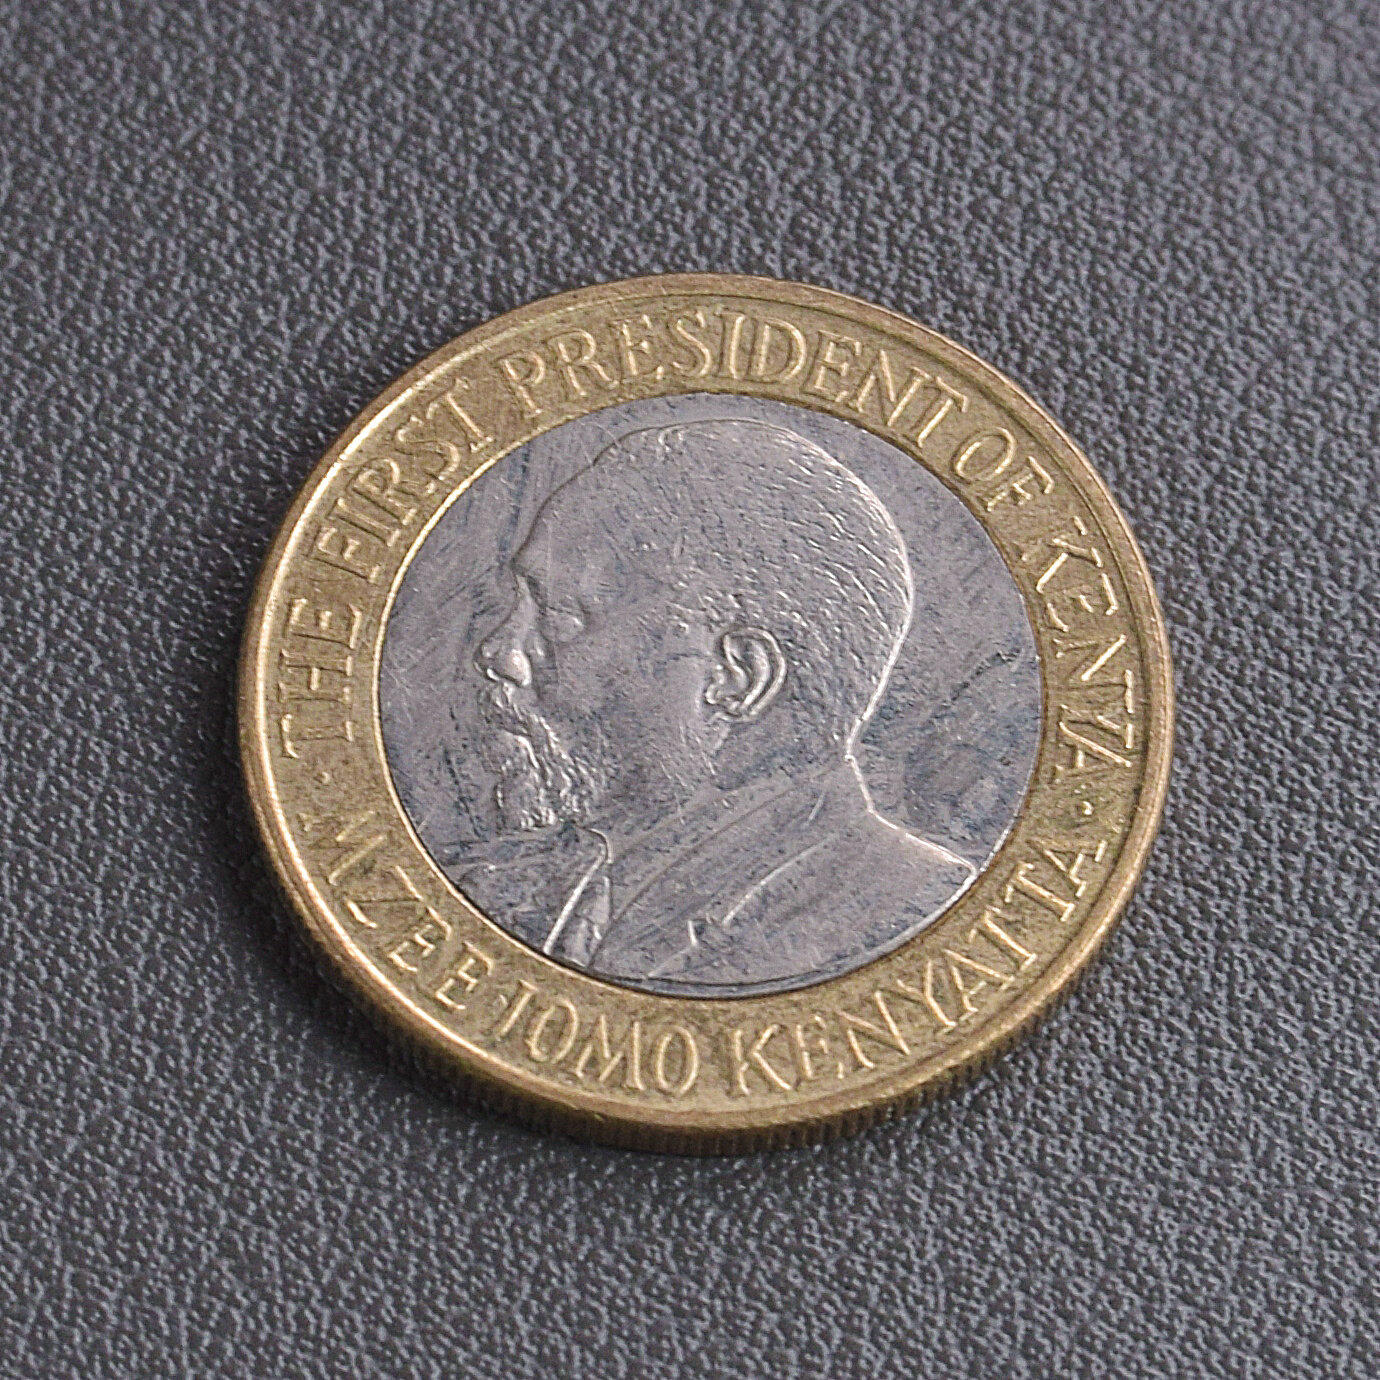 THE FIRST PRESIDENT OF KENYA ·
MZEE JOMO KENYATTA ·